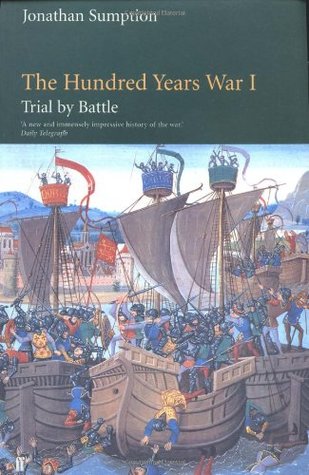 Jonathan Sumption
The Hundred Years War I
Trial by Battle
'A new and immensely impressive history of the war.'
Daily Telegraph
ff